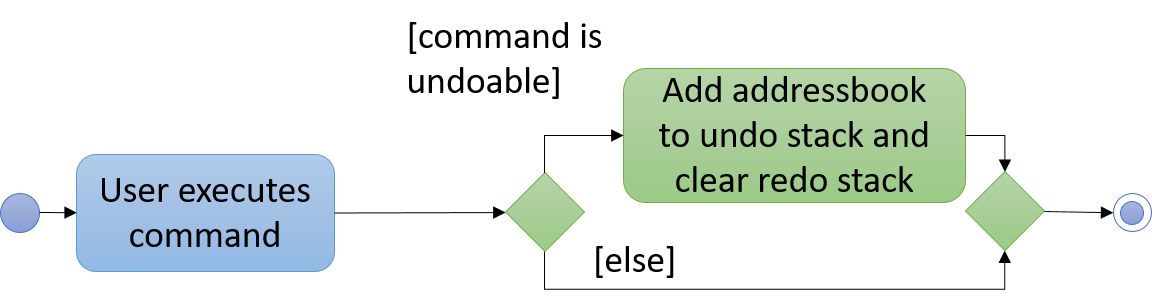 [command is
undoable]
Add addressbook
to undo stack and
clear redo stack
User executes
command
[else]